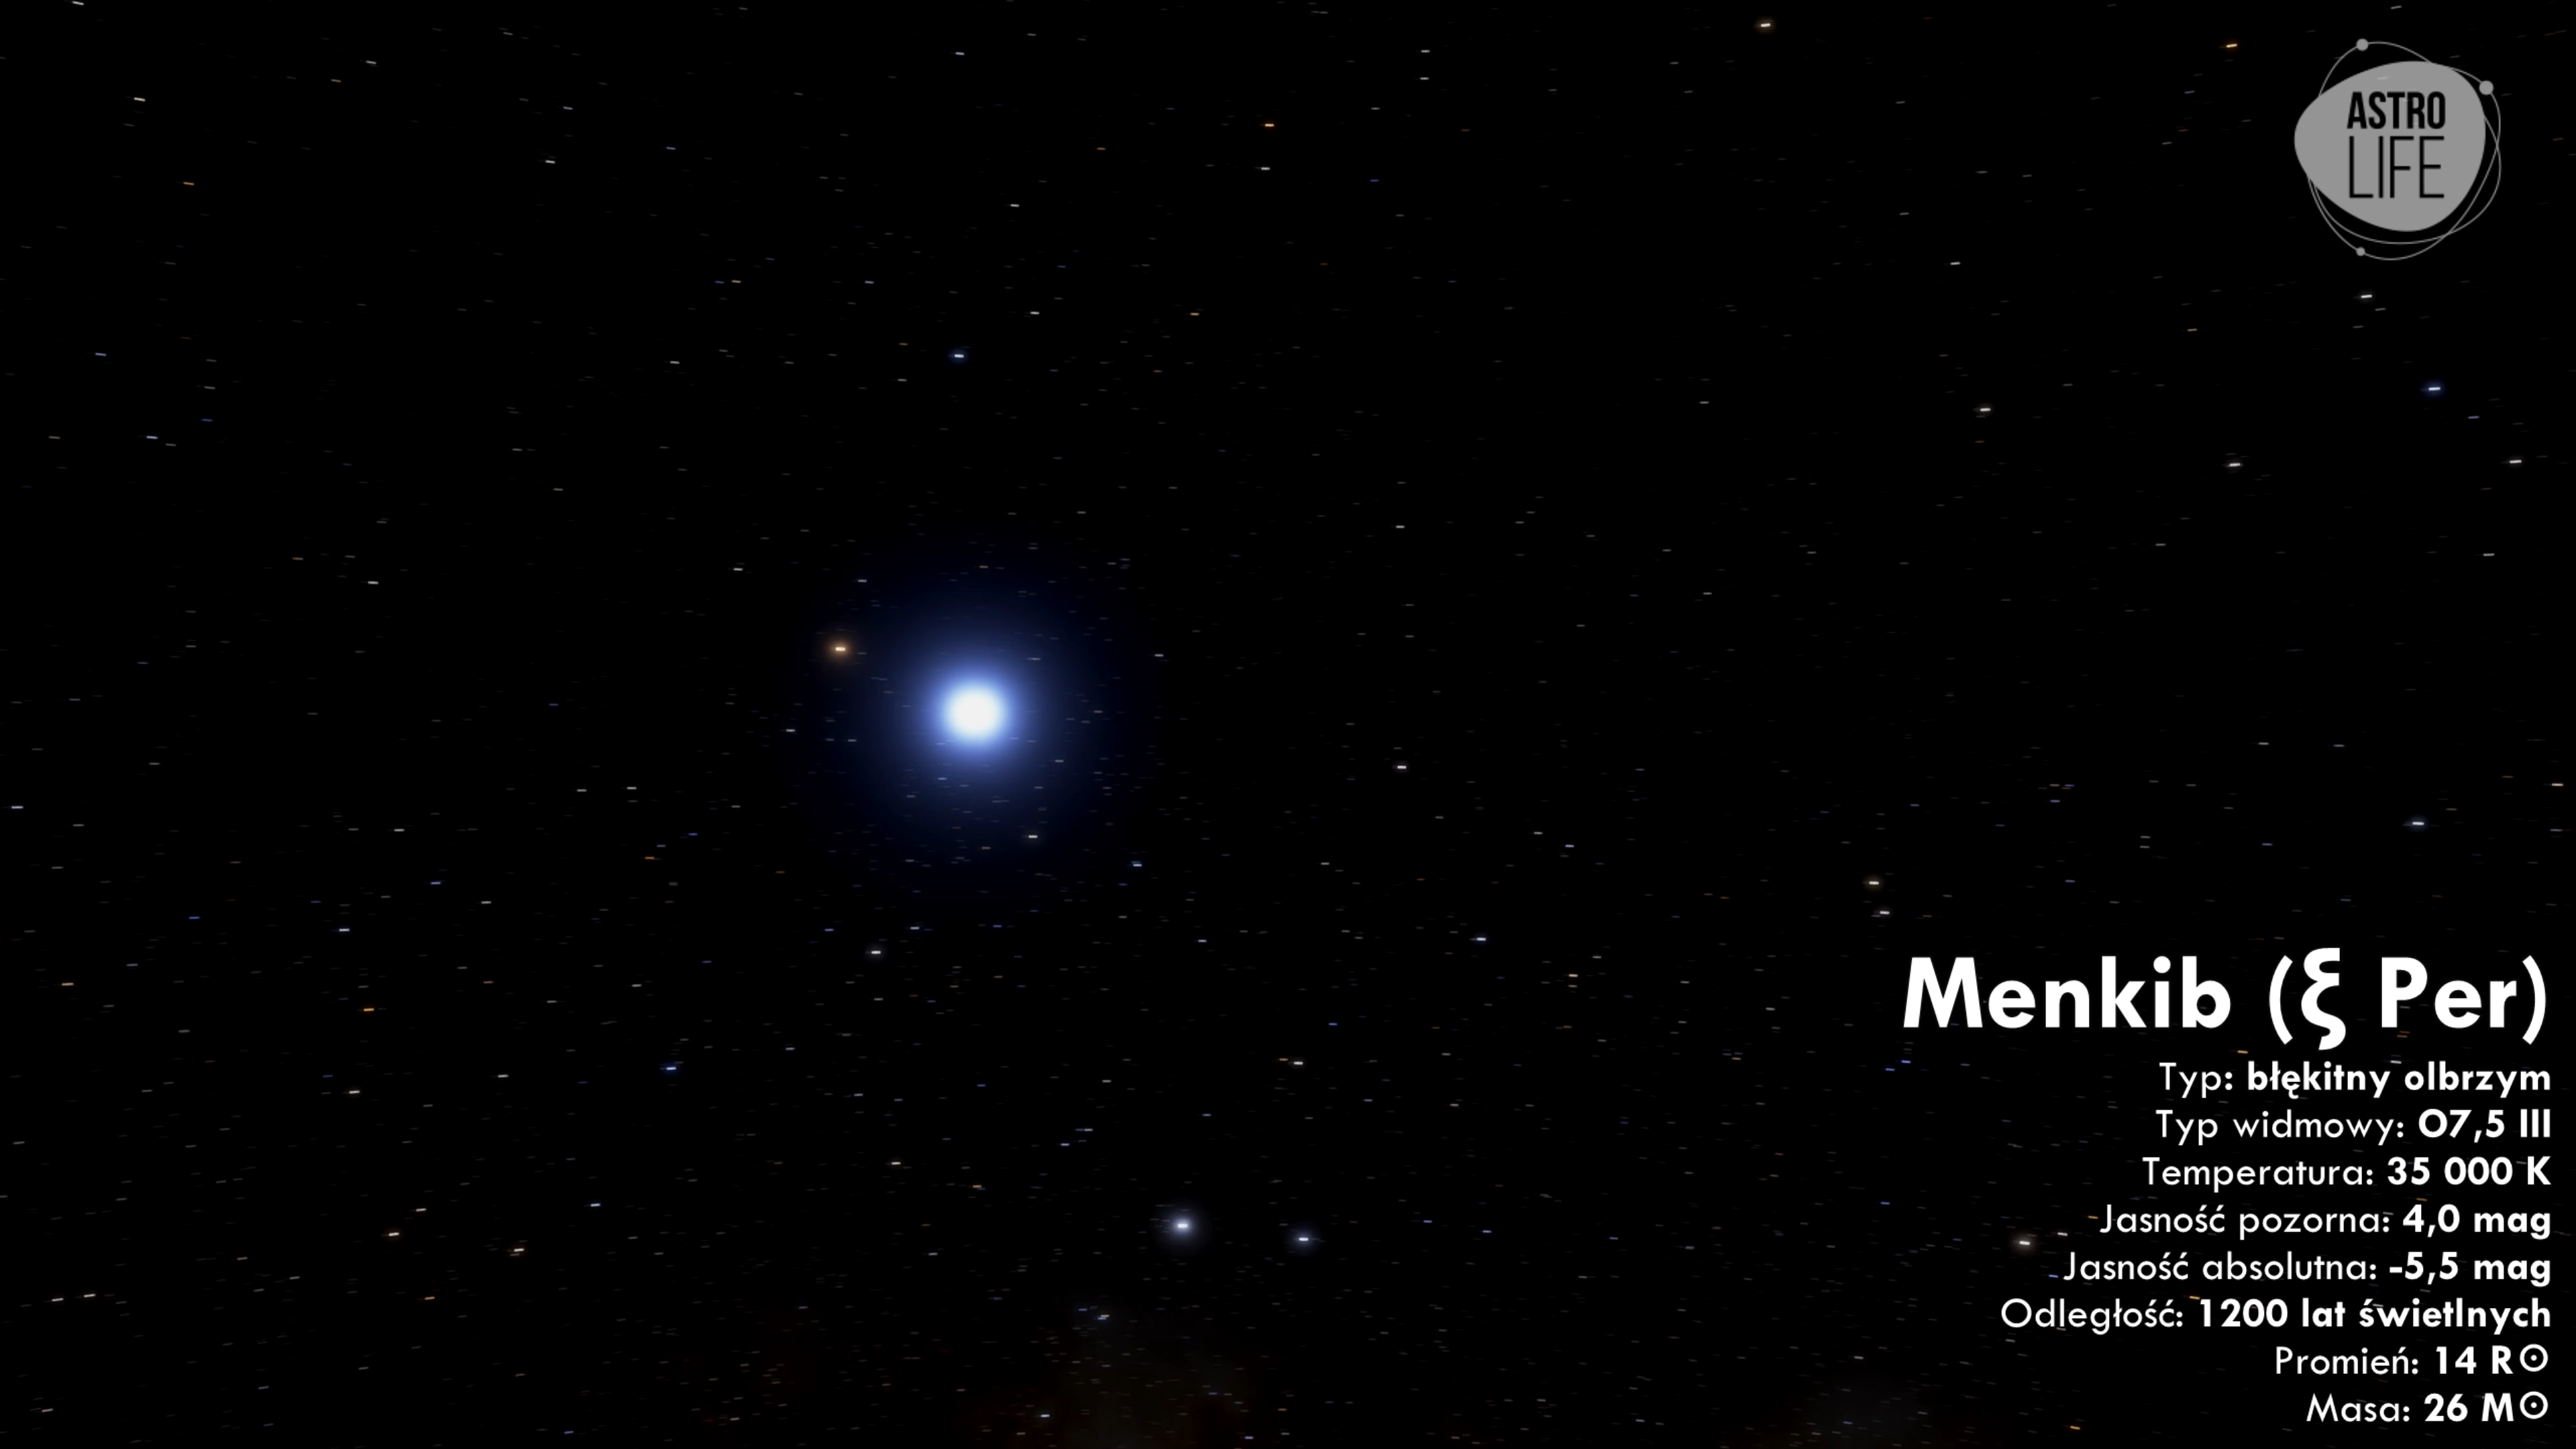 ASTRO
LIFE
Menkib (ξ Per)
Typ: błękitny olbrzym
Typ widmowy: O7,5 III
Temperatura: 35 000 K
Jasność pozorna: 4,0 mag
Jasność absolutna: -5,5 mag
Odległość: 1200 lat świetlnych
Promień: 14 R☉
Masa: 26 M☉